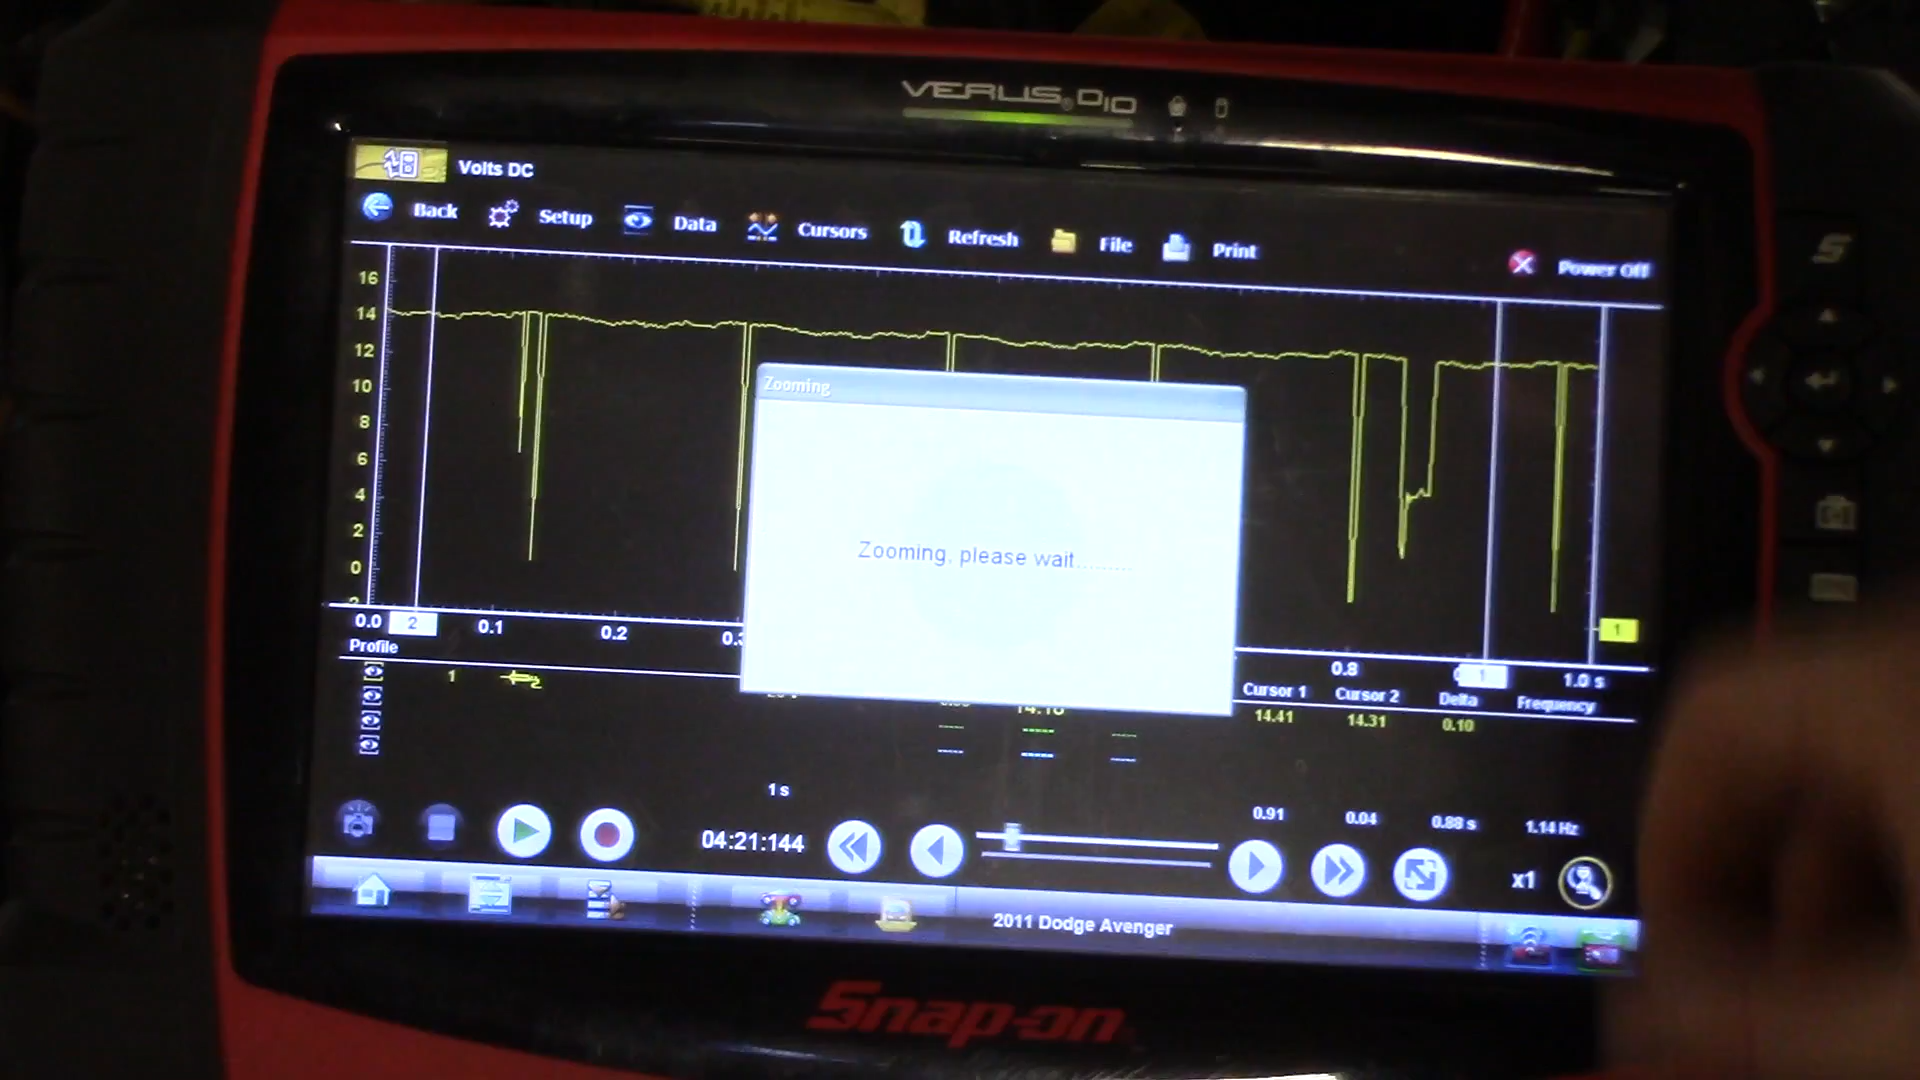 VERUS® D10
Volts DC
Back Setup Data Cursors Refresh File Print Power Off
16
14
12
10
8
6
4
2
0
Zooming
Zooming, please wait.........
0.0 2 0.1 0.2 0.8 1 1.0 s
1
Profile
1
Cursor 1 Cursor 2 Delta Frequency
14.41 14.31 0.10
1 s
0.91 0.04 0.88 s 1.14 Hz
04:21:144
x1
2011 Dodge Avenger
Snap-on